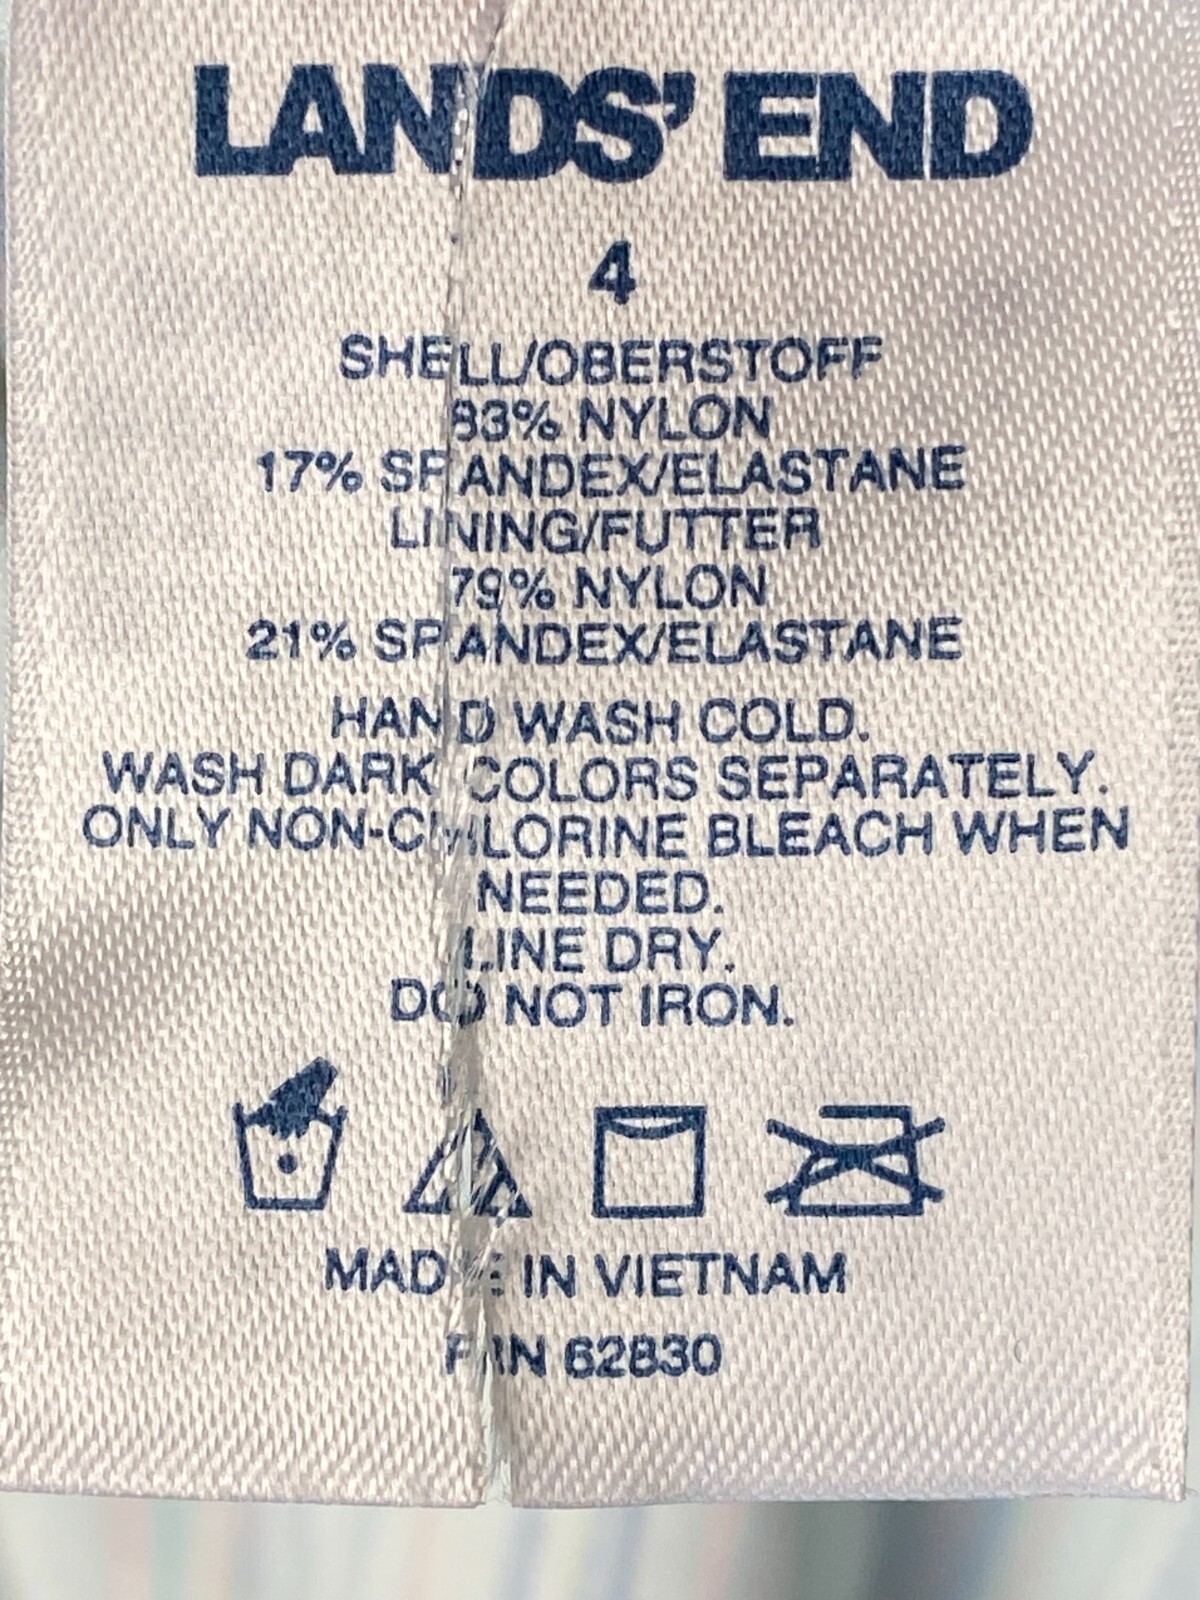 LANDS' END
4
SHELL/OBERSTOFF
83% NYLON
17% SPANDEX/ELASTANE
LINING/FUTTER
79% NYLON
21% SPANDEX/ELASTANE
HAND WASH COLD.
WASH DARK COLORS SEPARATELY.
ONLY NON-CHLORINE BLEACH WHEN
NEEDED.
LINE DRY.
DO NOT IRON.
MADE IN VIETNAM
62830